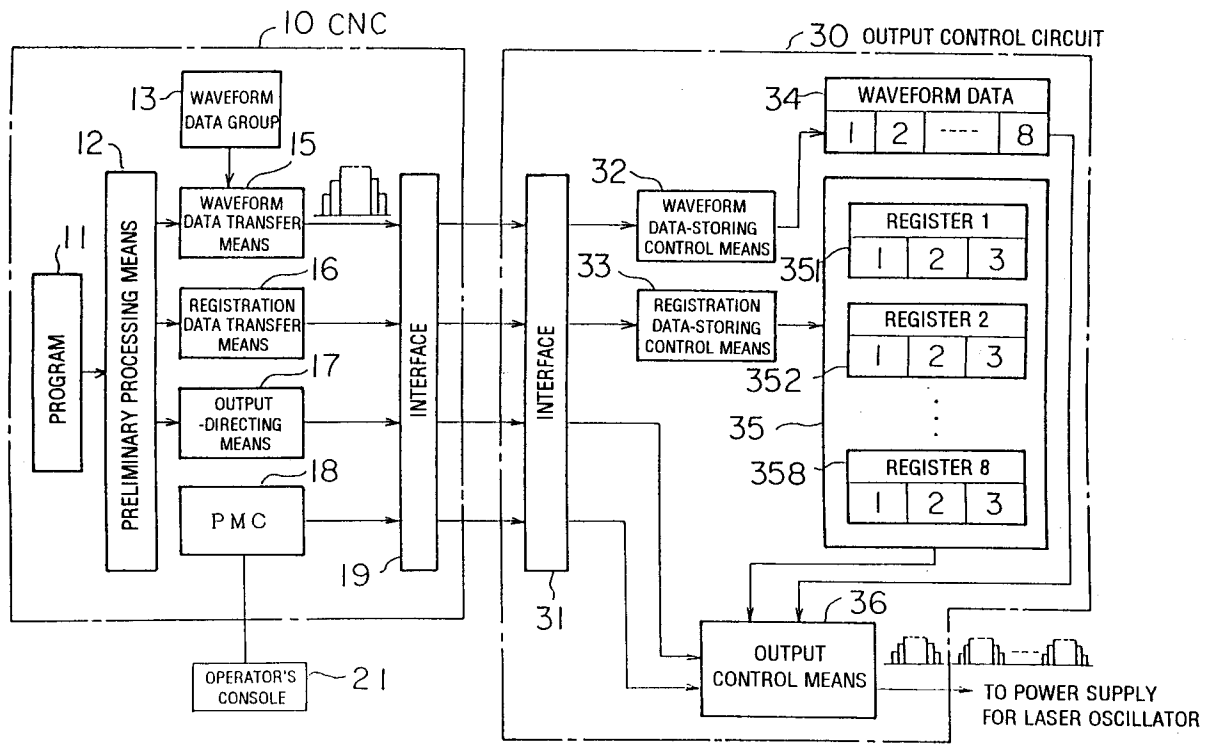 10 CNC
30 OUTPUT CONTROL CIRCUIT
13
WAVEFORM
DATA GROUP
34
WAVEFORM DATA
1 2 ---- 8
12
PRELIMINARY PROCESSING MEANS
15
WAVEFORM
DATA TRANSFER
MEANS
32
WAVEFORM
DATA-STORING
CONTROL MEANS
11
PROGRAM
16
REGISTRATION
DATA TRANSFER
MEANS
33
REGISTRATION
DATA-STORING
CONTROL MEANS
REGISTER 1
351
1 2 3
REGISTER 2
352
1 2 3
35
REGISTER 8
358
1 2 3
17
OUTPUT
-DIRECTING
MEANS
18
PMC
INTERFACE
19
INTERFACE
31
36
OUTPUT
CONTROL MEANS
OPERATOR'S
CONSOLE
21
TO POWER SUPPLY
FOR LASER OSCILLATOR